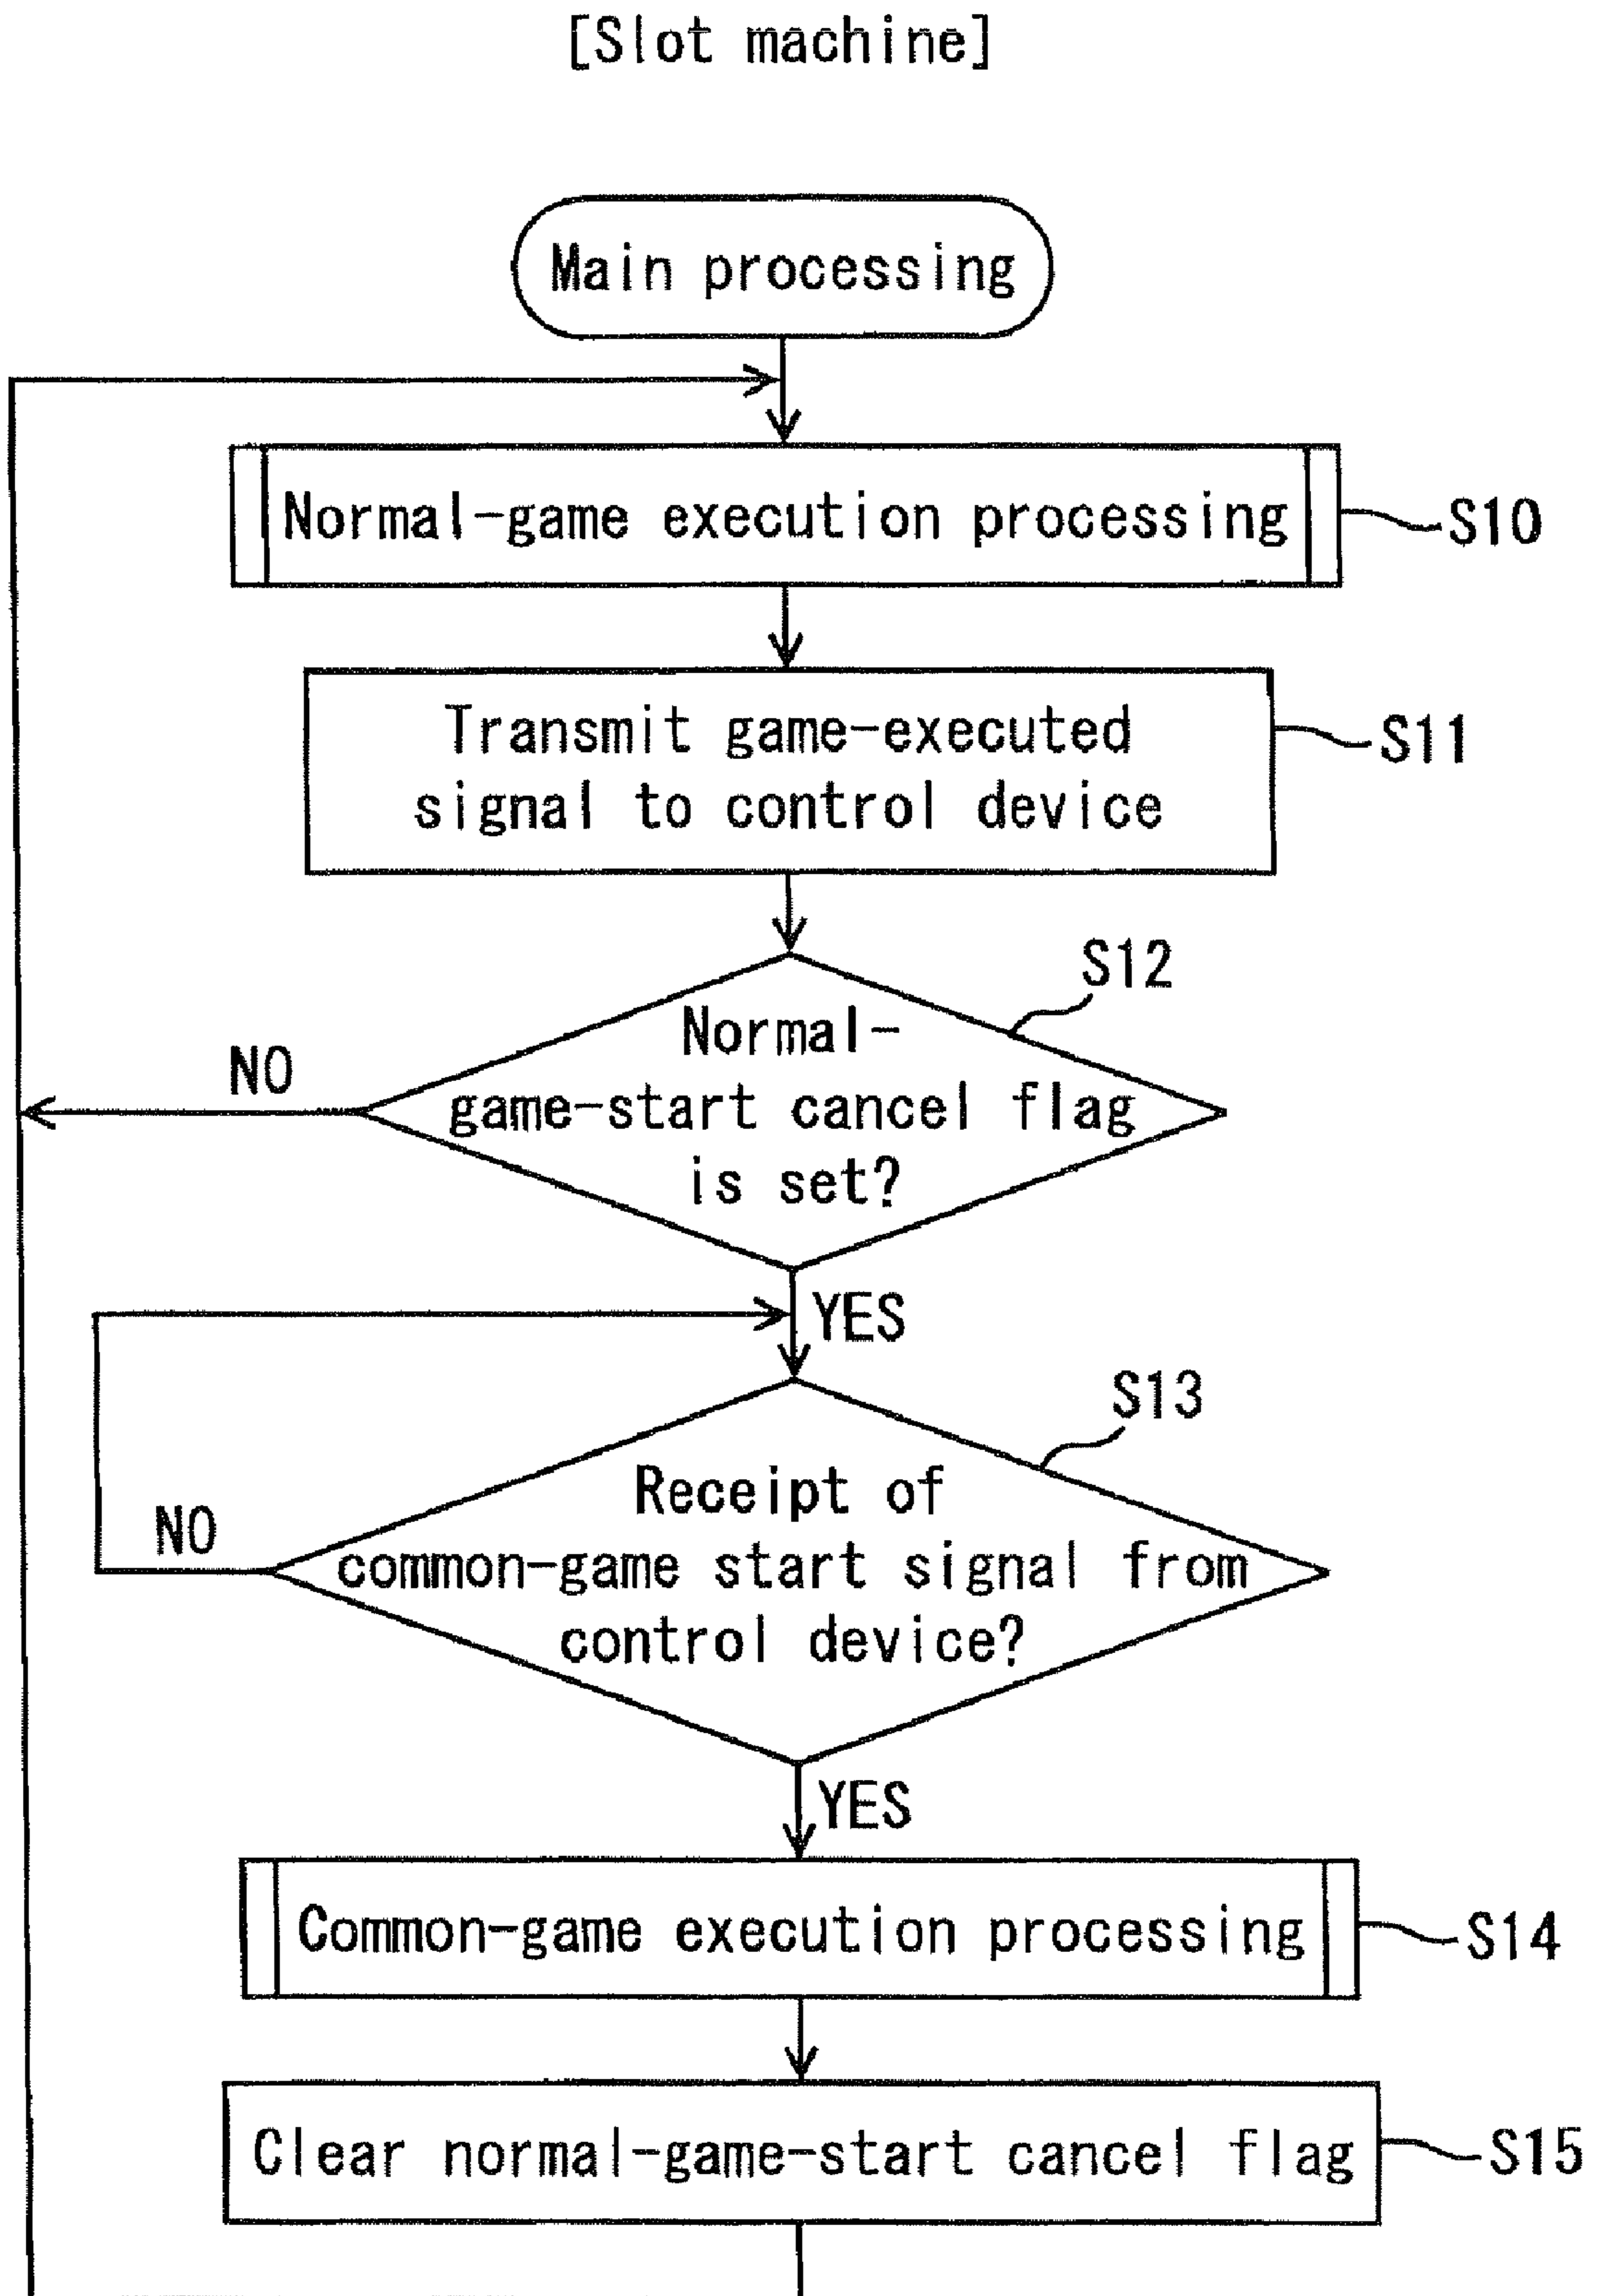 [Slot machine]
Main processing
Normal-game execution processing
S10
Transmit game-executed
signal to control device
S11
S12
Normal-
game-start cancel flag
is set?
NO
YES
S13
Receipt of
common-game start signal from
control device?
NO
YES
Common-game execution processing
S14
Clear normal-game-start cancel flag
S15